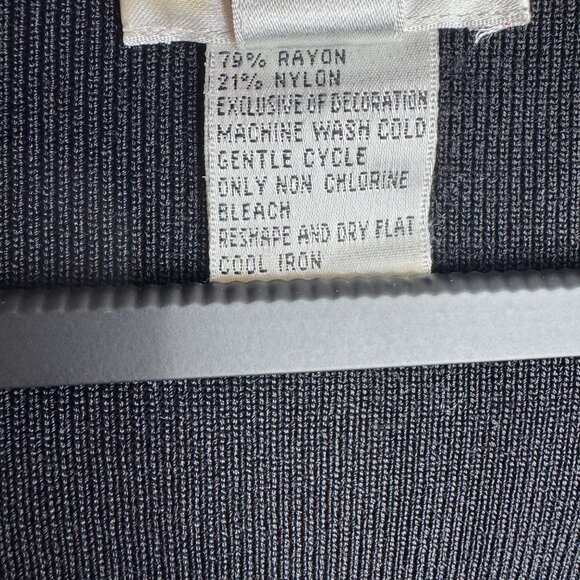 79% RAYON
21% NYLON
EXCLUSIVE OF DECORATION
MACHINE WASH COLD
GENTLE CYCLE
ONLY NON CHLORINE
BLEACH
RESHAPE AND DRY FLAT
COOL IRON